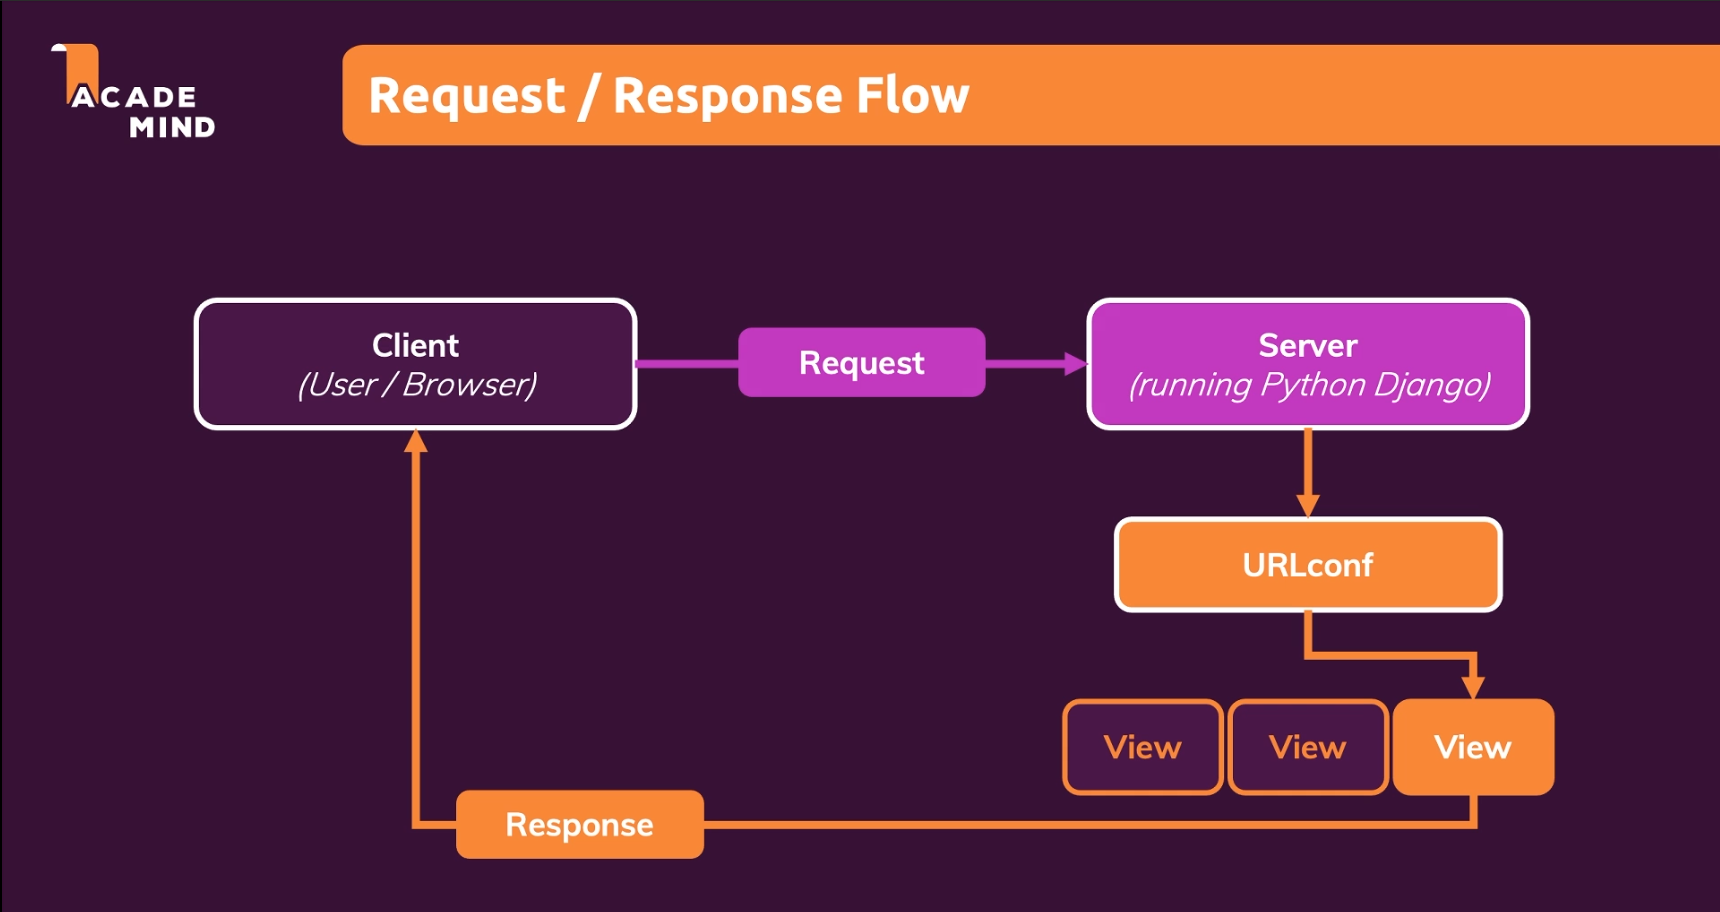 ACADE
MIND
Request / Response Flow
Client
(User / Browser)
Request
Server
(running Python Django)
URLconf
View
View
View
Response